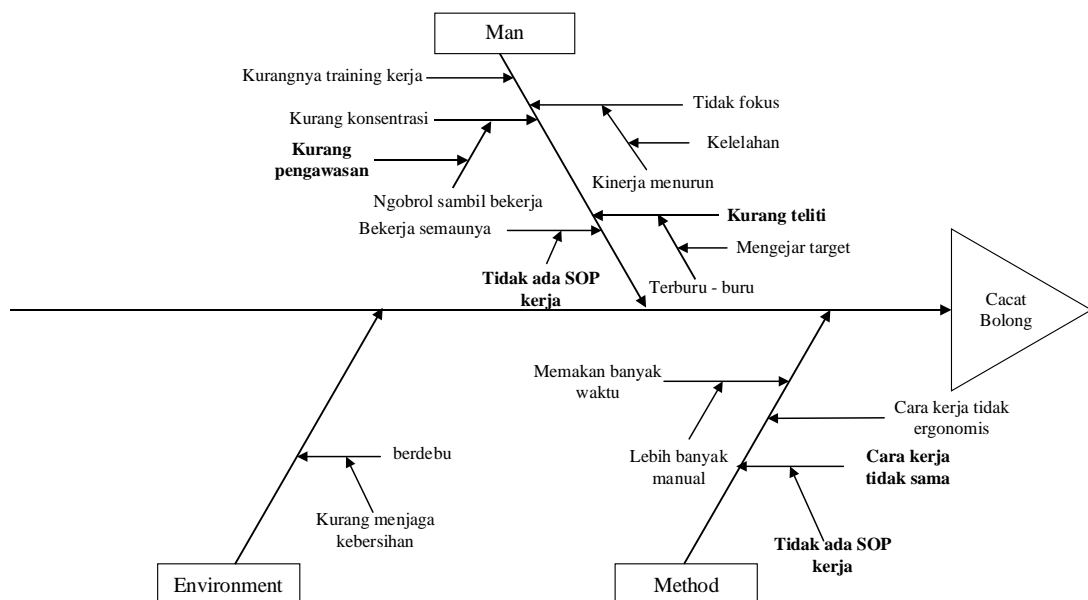 Man
Kurangnya training kerja
Tidak fokus
Kurang konsentrasi
Kelelahan
Kurang
pengawasan
Kinerja menurun
Ngobrol sambil bekerja
Kurang teliti
Bekerja semaunya
Mengejar target
Tidak ada SOP
kerja
Terburu - buru
Cacat
Bolong
Memakan banyak
waktu
Cara kerja tidak
ergonomis
berdebu
Lebih banyak
manual
Cara kerja
tidak sama
Kurang menjaga
kebersihan
Tidak ada SOP
kerja
Environment
Method